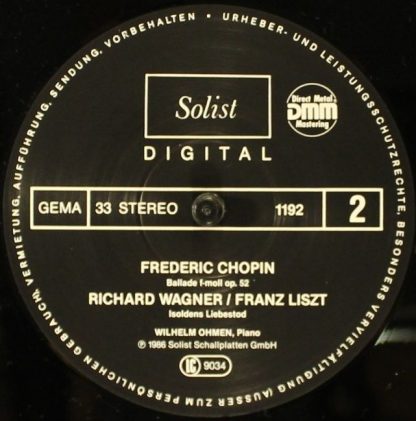 URHEBER- UND LEISTUNGSSCHUTZRECHTE, BESONDERS VERVIELFÄLTIGUNG (AUSSER ZUM PERSÖNLICHEN GEBRAUCH), VERMIETUNG, AUFFÜHRUNG, SENDUNG, VORBEHALTEN •
Solist
Direct Metal
DMM
Mastering
DIGITAL
GEMA 33 STEREO 1192 2
FREDERIC CHOPIN
Ballade f-moll op. 52
RICHARD WAGNER / FRANZ LISZT
Isoldens Liebestod
WILHELM OHMEN, Piano
℗ 1986 Solist Schallplatten GmbH
LC 9034